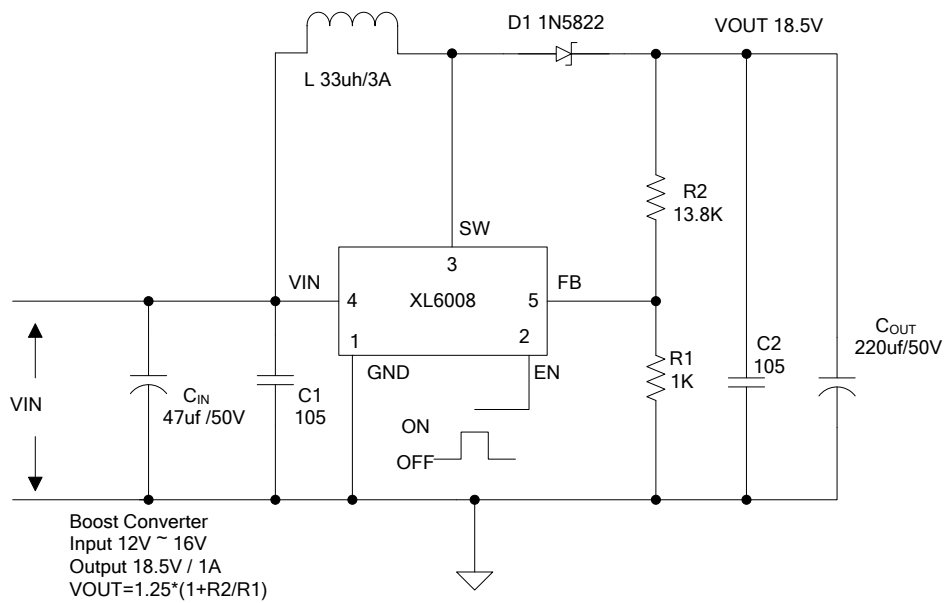 D1 1N5822
VOUT 18.5V
L 33uh/3A
R2
13.8K
SW
3
VIN
FB
4
XL6008
5
1
2
GND
EN
C1
105
CIN
47uf /50V
VIN
ON
OFF
R1
1K
C2
105
COUT
220uf/50V
Boost Converter
Input 12V ~ 16V
Output 18.5V / 1A
VOUT=1.25*(1+R2/R1)